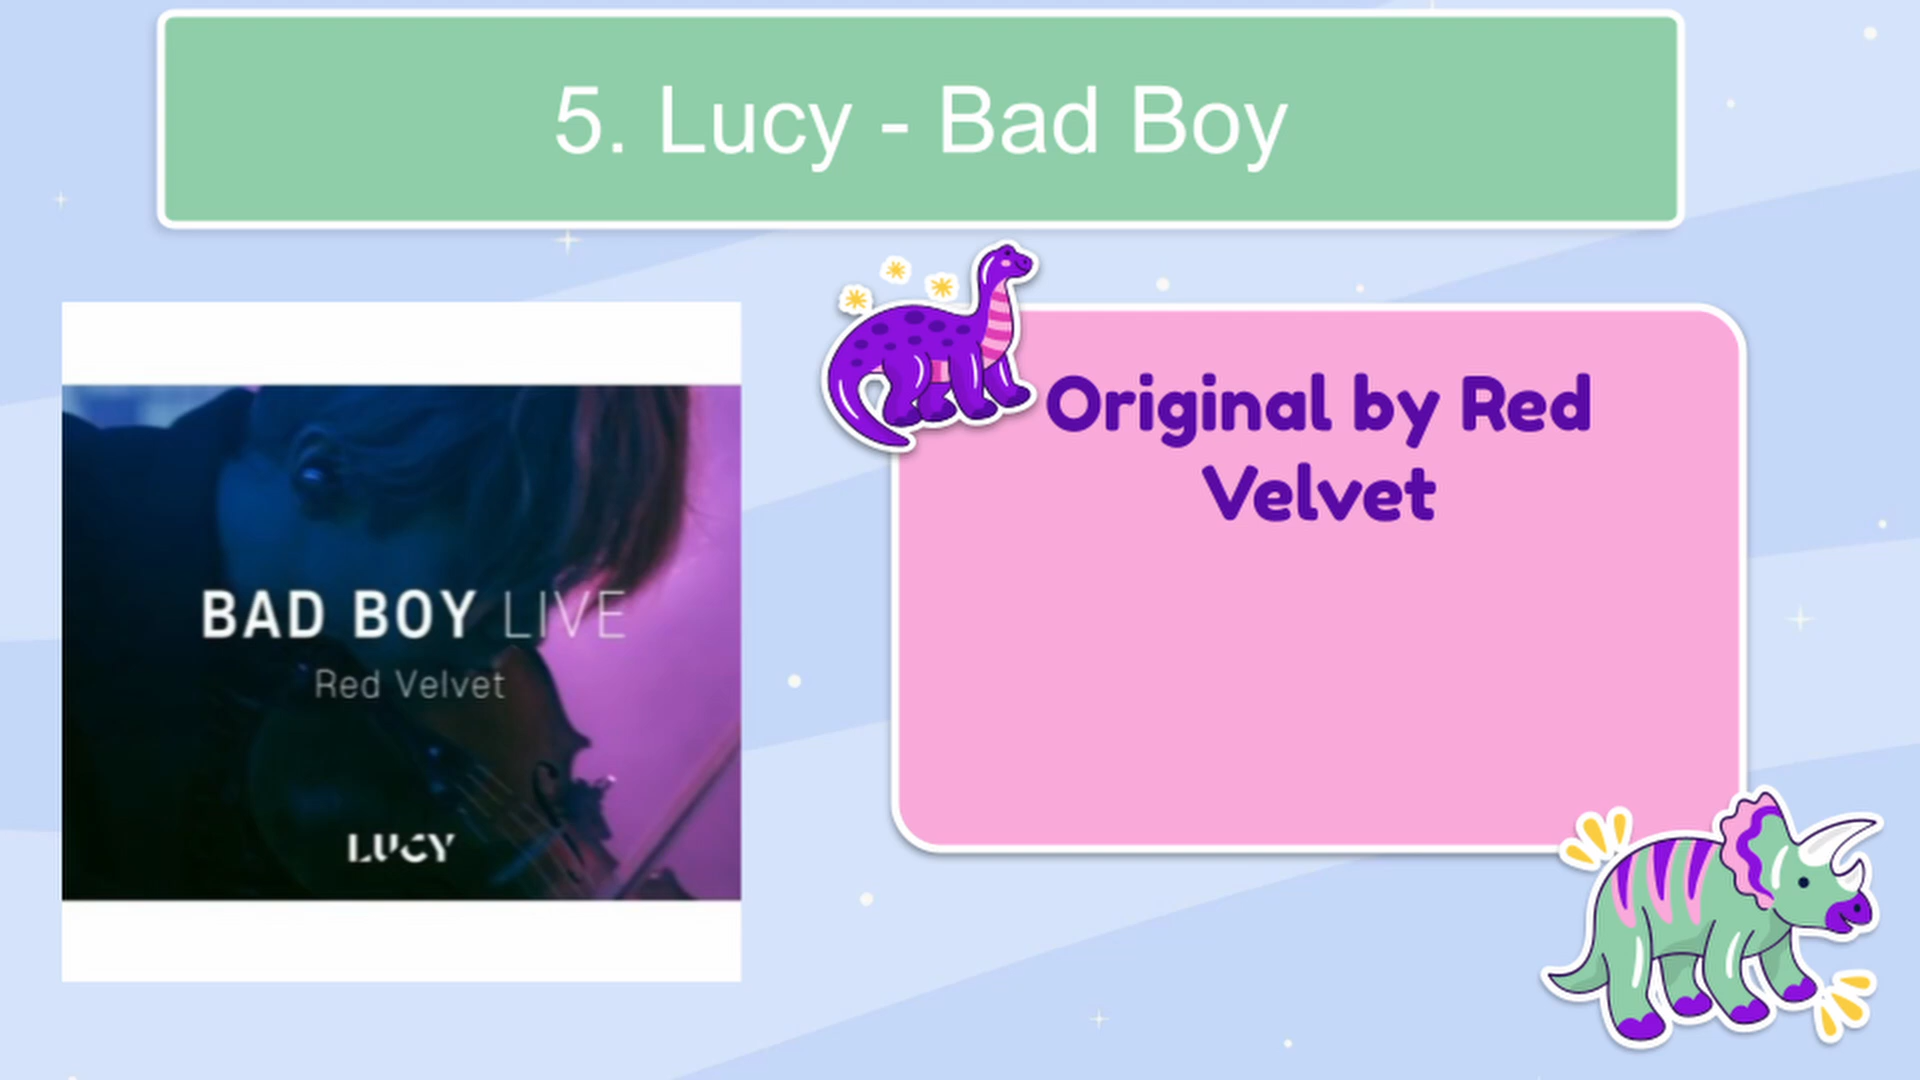 5. Lucy - Bad Boy
Original by Red
Velvet
BAD BOY LIVE
Red Velvet
LUCY